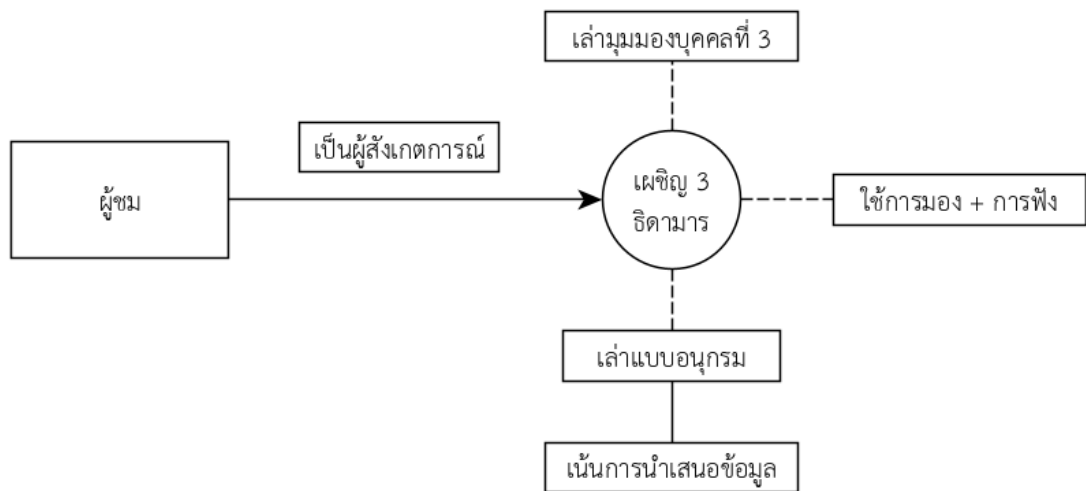 เล่ามุมมองบุคคลที่ 3
เป็นผู้สังเกตการณ์
ผู้ชม
เผชิญ 3
ธิดามาร
ใช้การมอง + การฟัง
เล่าแบบอนุกรม
เน้นการนำเสนอข้อมูล